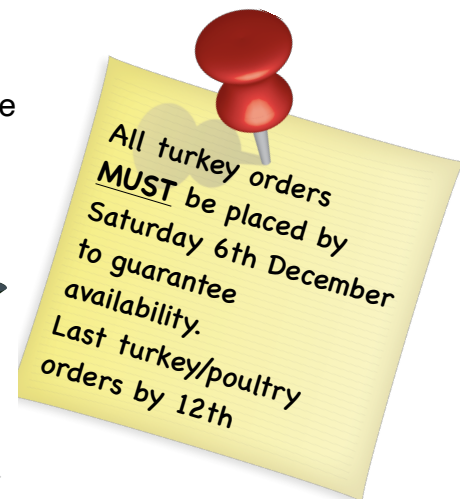 e
All turkey orders
MUST be placed by
Saturday 6th December
to guarantee
availability.
Last turkey/poultry
orders by 12th